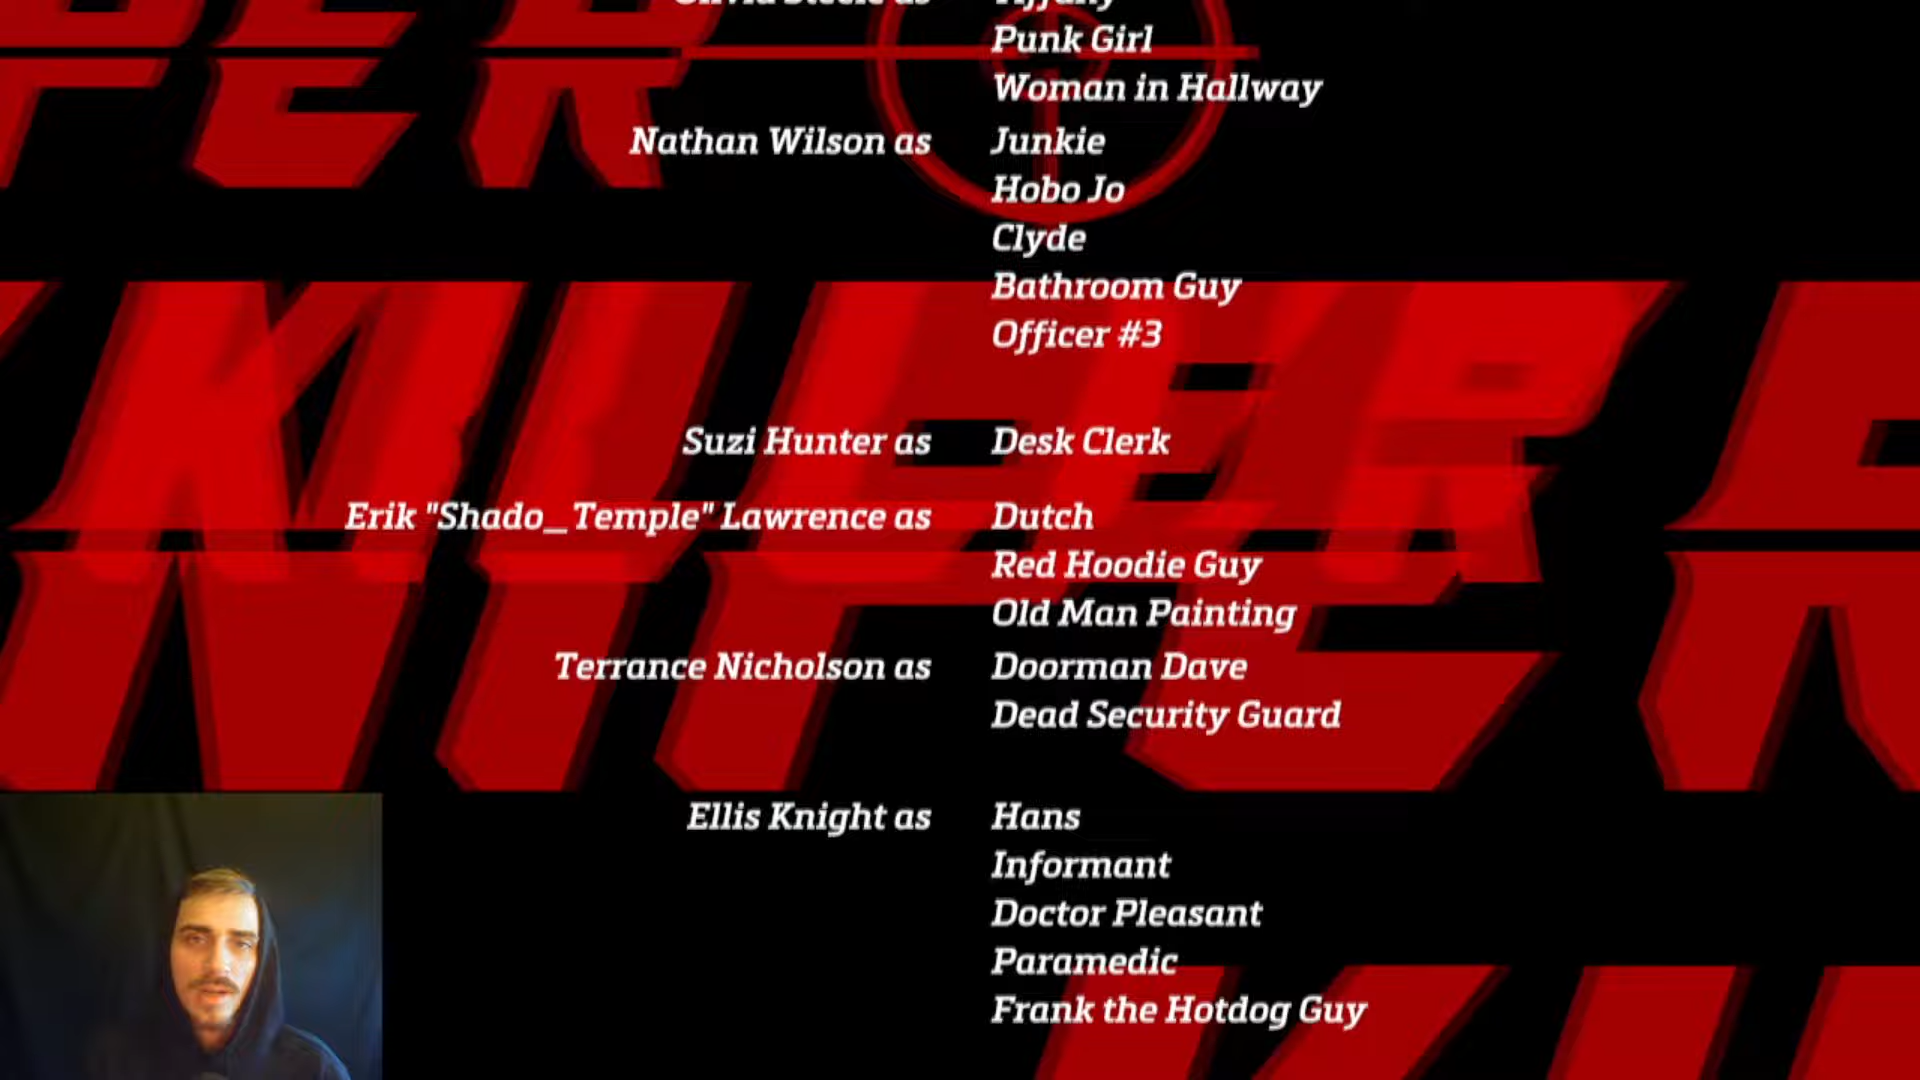 Tiffany
Punk Girl
Woman in Hallway
Nathan Wilson as Junkie
Hobo Jo
Clyde
Bathroom Guy
Officer #3
Suzi Hunter as Desk Clerk
Erik "Shado_Temple" Lawrence as Dutch
Red Hoodie Guy
Old Man Painting
Terrance Nicholson as Doorman Dave
Dead Security Guard
Ellis Knight as Hans
Informant
Doctor Pleasant
Paramedic
Frank the Hotdog Guy